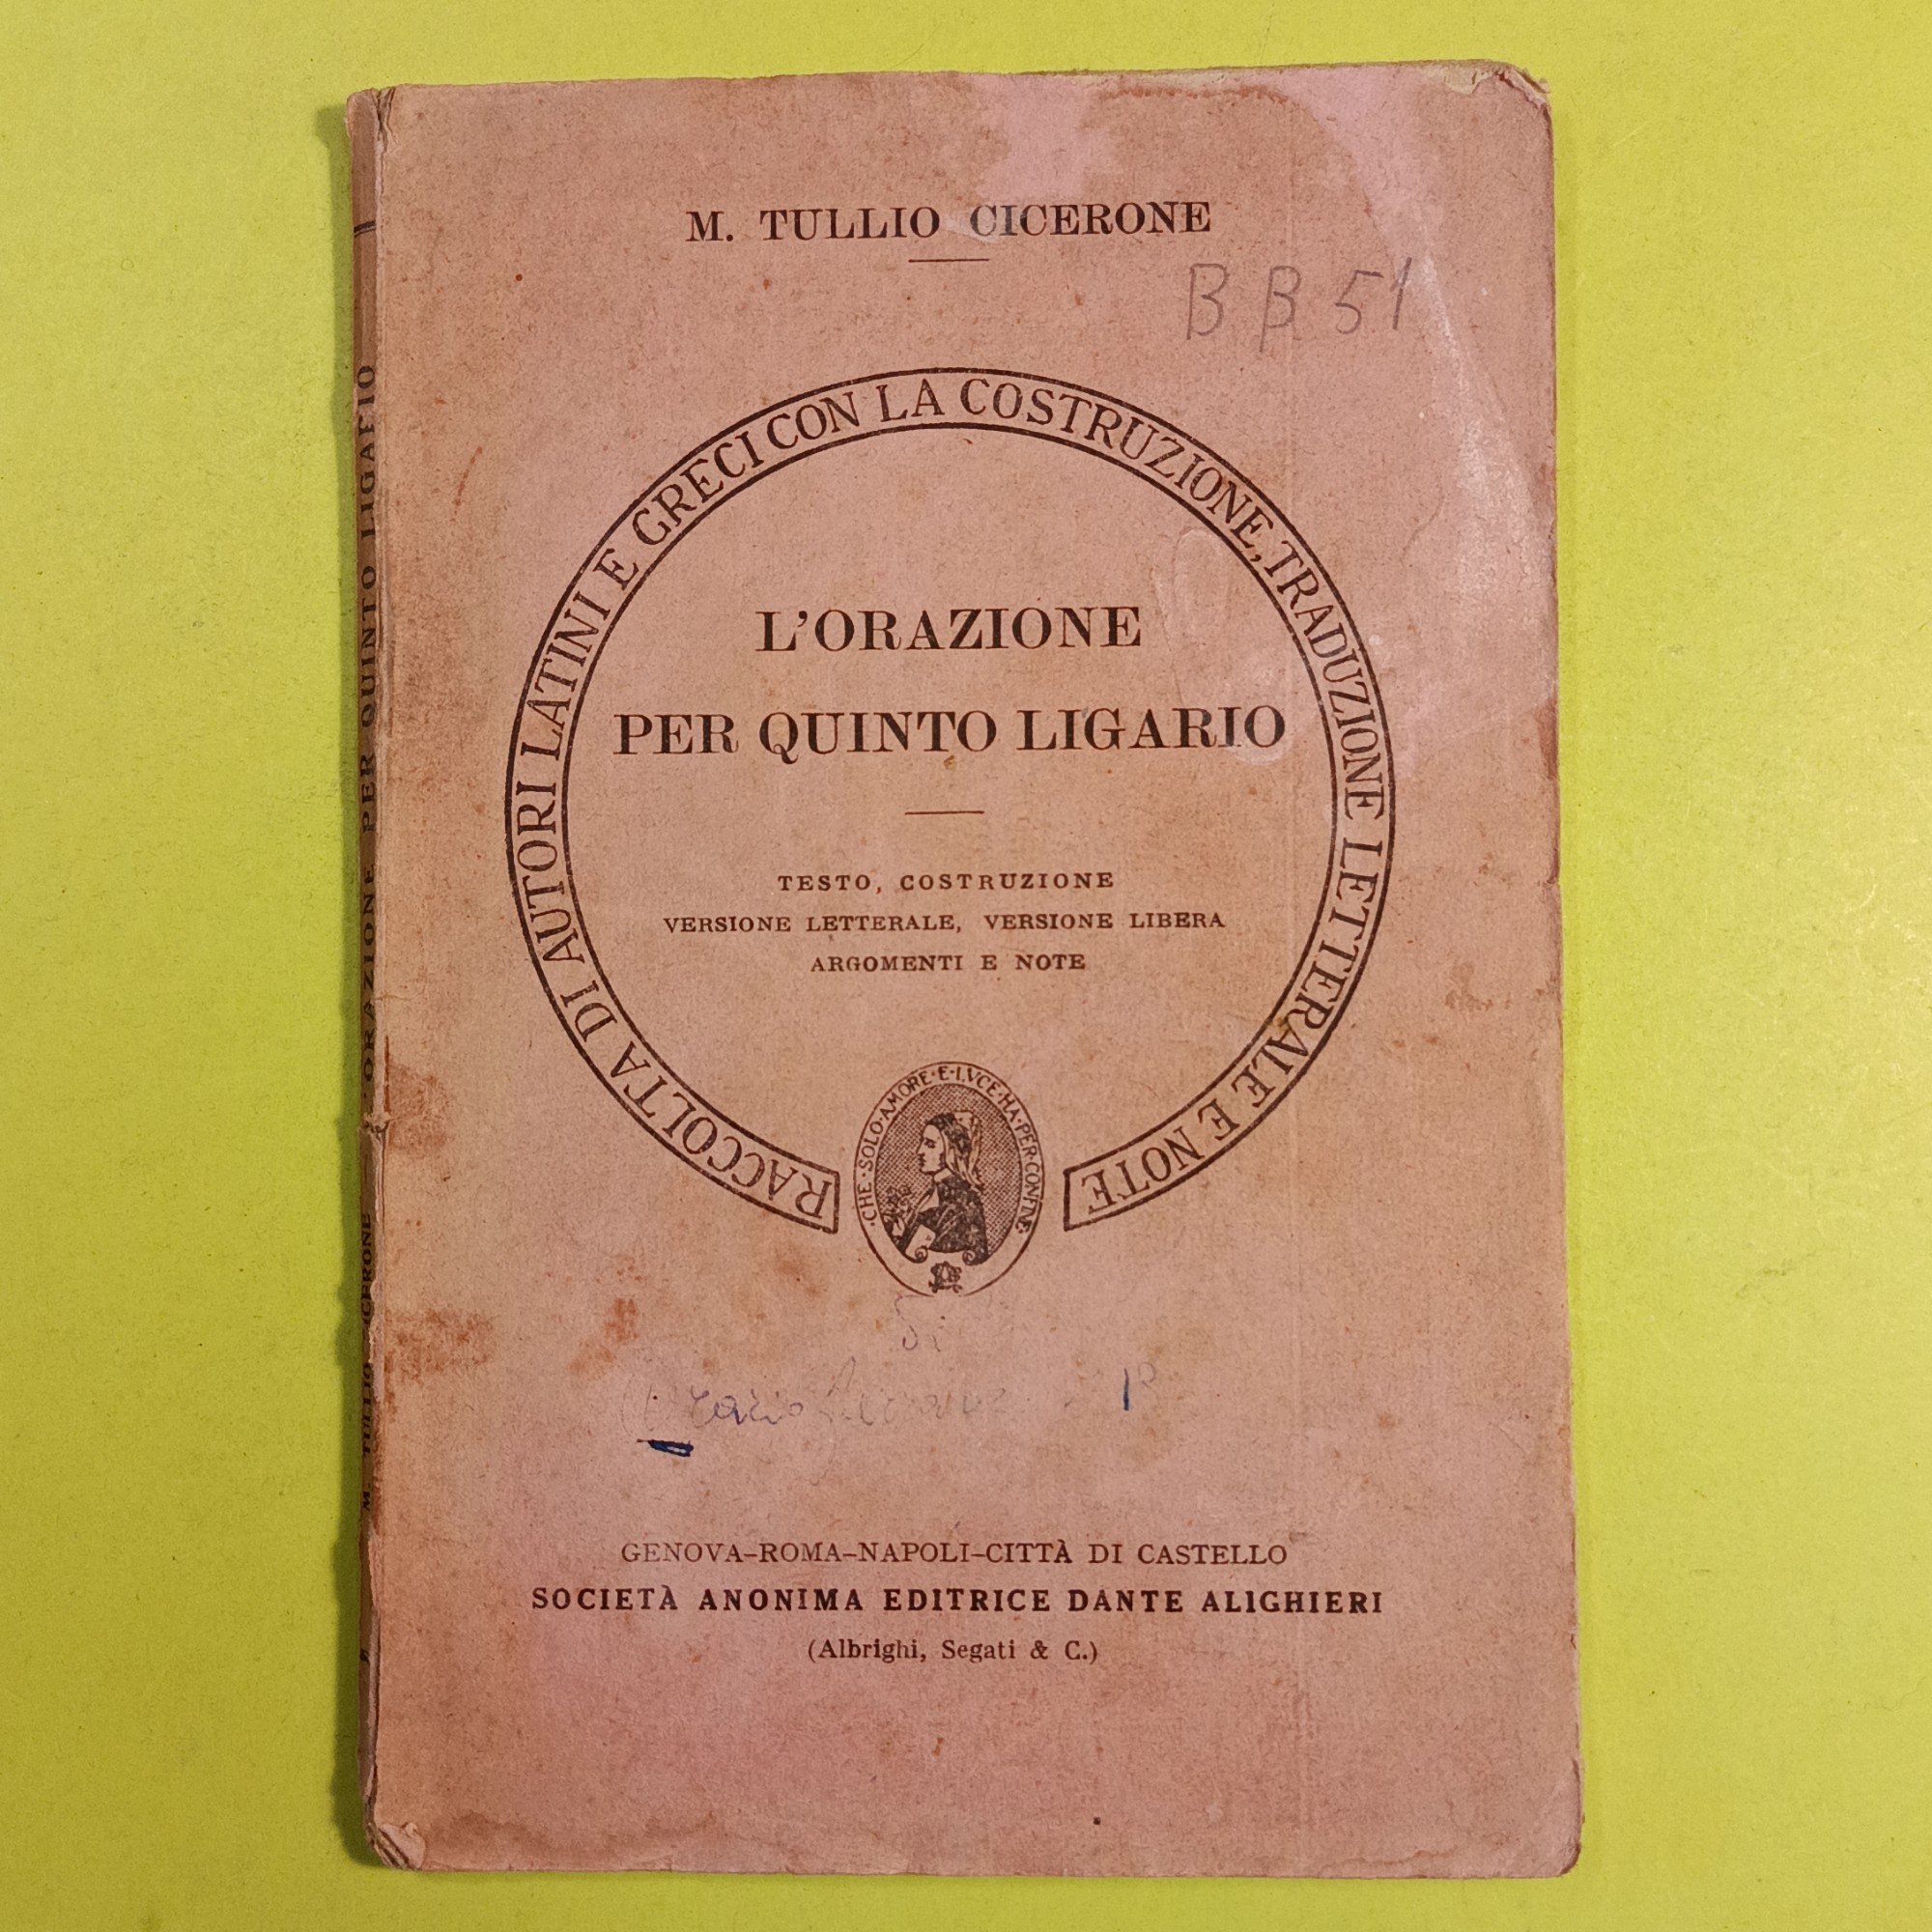 M. TULLIO CICERONE
B B 51
RACCOLTA DI AUTORI LATINI E GRECI CON LA COSTRUZIONE, TRADUZIONE LETTERALE E NOTE
L'ORAZIONE
PER QUINTO LIGARIO
TESTO, COSTRUZIONE
VERSIONE LETTERALE, VERSIONE LIBERA
ARGOMENTI E NOTE
·CHE·SOLO·AMORE·E·LVCE·HA·PER·CONFINE·
GENOVA-ROMA-NAPOLI-CITTÀ DI CASTELLO
SOCIETÀ ANONIMA EDITRICE DANTE ALIGHIERI
(Albrighi, Segati & C.)
M. TULLIO CICERONE ORAZIONE PER QUINTO LIGARIO